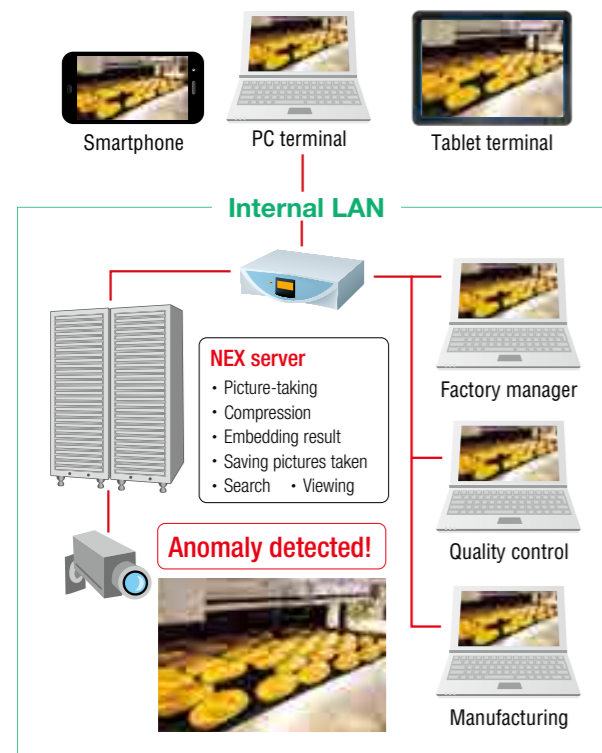 Smartphone
PC terminal
Tablet terminal
Internal LAN
NEX server
・Picture-taking
・Compression
・Embedding result
・Saving pictures taken
・Search ・Viewing
Anomaly detected!
Factory manager
Quality control
Manufacturing